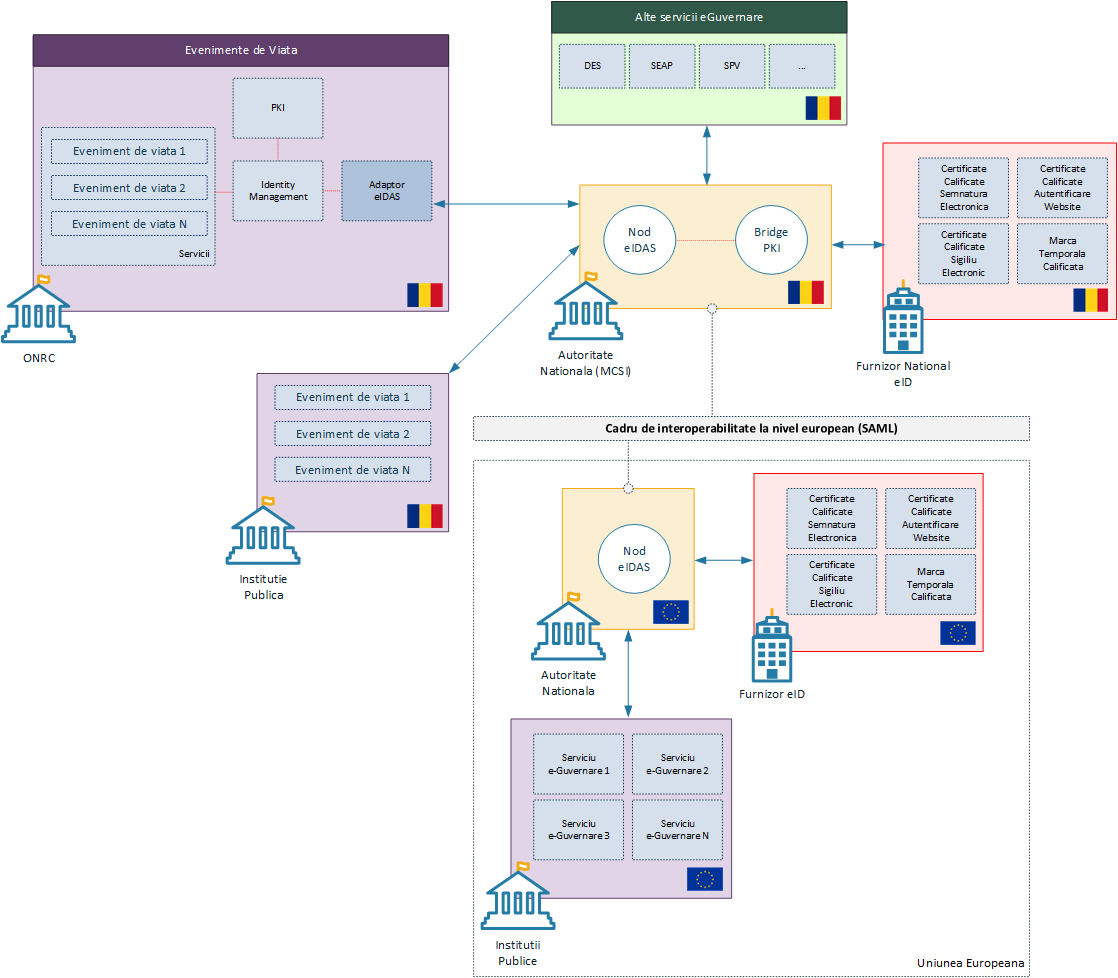 Alte servicii eGuvernare
DES
SEAP
SPV
...
Evenimente de Viata
PKI
Eveniment de viata 1
Eveniment de viata 2
Eveniment de viata N
Servicii
Identity
Management
Adaptor
eIDAS
ONRC
Nod
eIDAS
Bridge
PKI
Autoritate
Nationala (MCSI)
Certificate
Calificate
Semnatura
Electronica
Certificate
Calificate
Autentificare
Website
Certificate
Calificate
Sigiliu
Electronic
Marca
Temporala
Calificata
Furnizor National
eID
Eveniment de viata 1
Eveniment de viata 2
Eveniment de viata N
Institutie
Publica
Cadru de interoperabilitate la nivel european (SAML)
Nod
eIDAS
Autoritate
Nationala
Certificate
Calificate
Semnatura
Electronica
Certificate
Calificate
Autentificare
Website
Certificate
Calificate
Sigiliu
Electronic
Marca
Temporala
Calificata
Furnizor eID
Serviciu
e-Guvernare 1
Serviciu
e-Guvernare 2
Serviciu
e-Guvernare 3
Serviciu
e-Guvernare N
Institutii
Publice
Uniunea Europeana